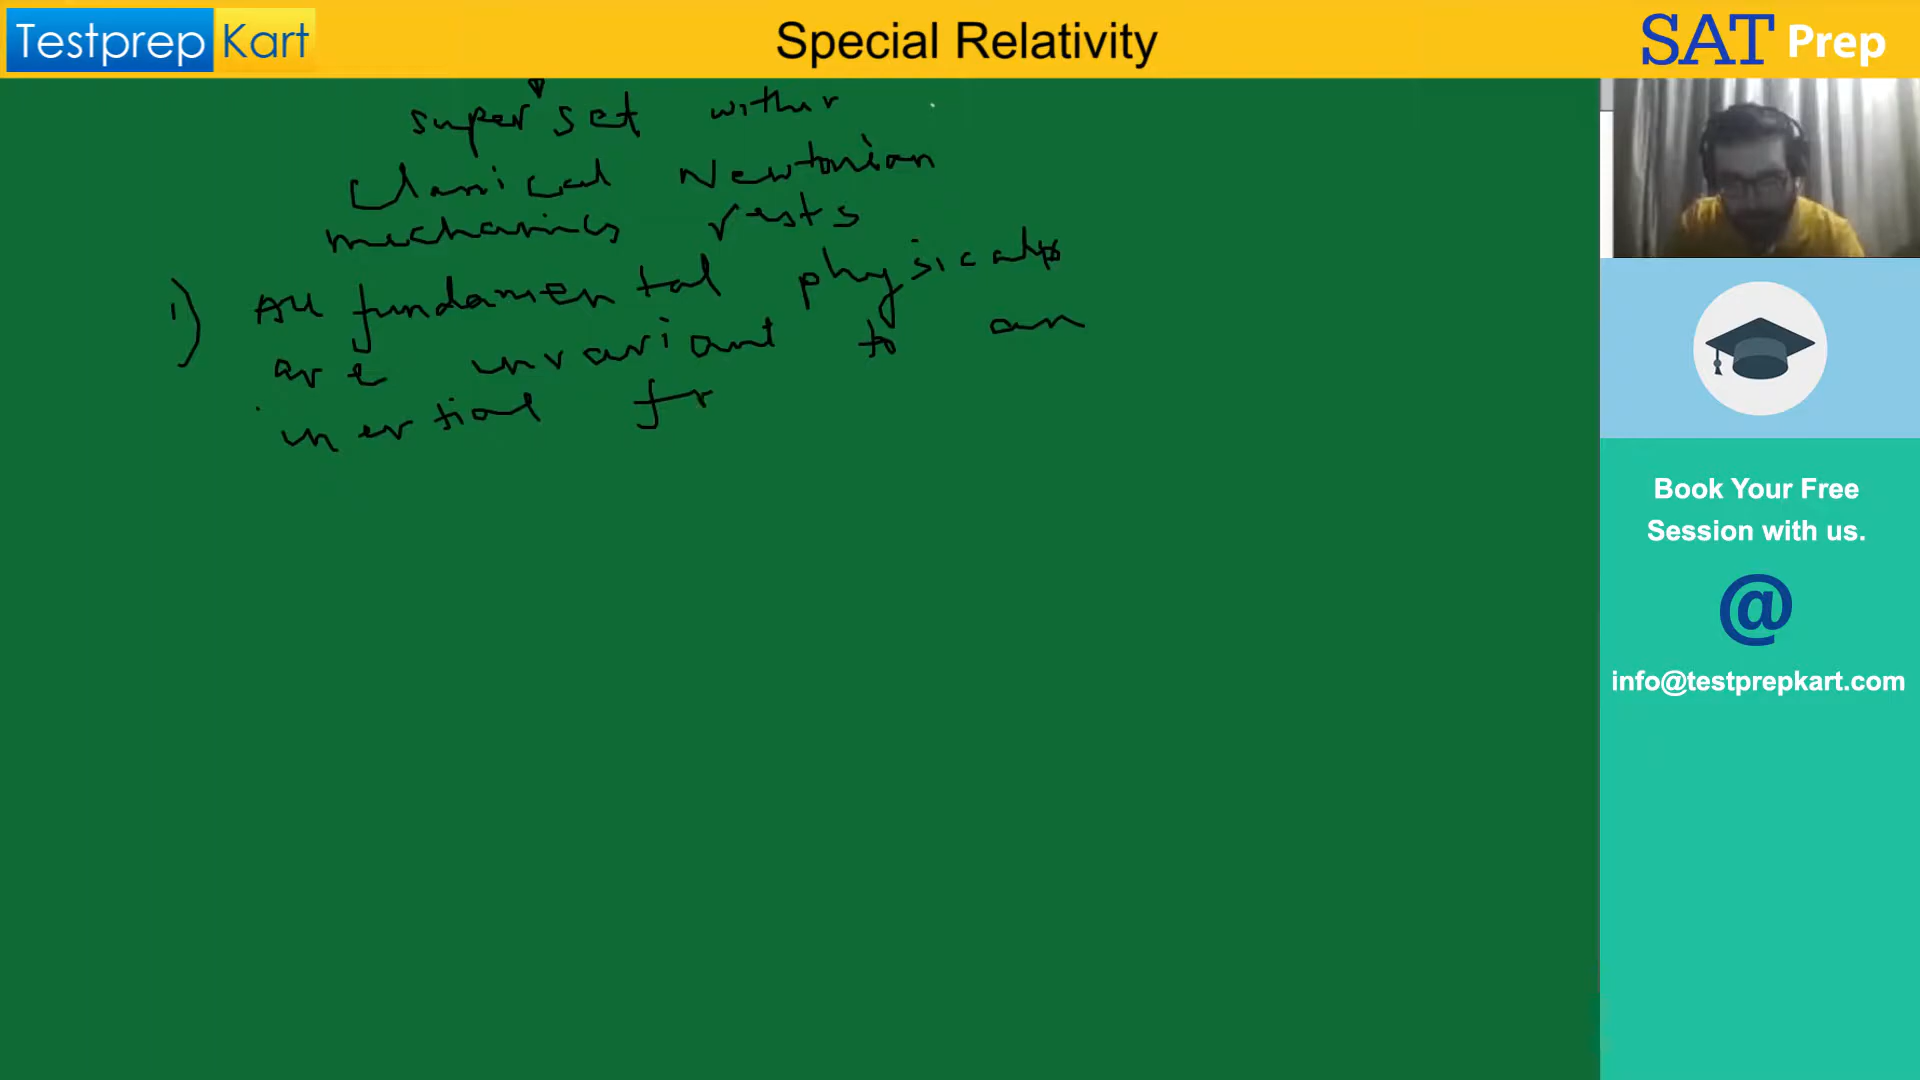 Testprep Kart
Special Relativity
SAT Prep
super set
Classical Newtonian
mechanics rests
1) All fundamental physical
are invariant to an
inertial fr
Book Your Free
Session with us.
@
info@testprepkart.com